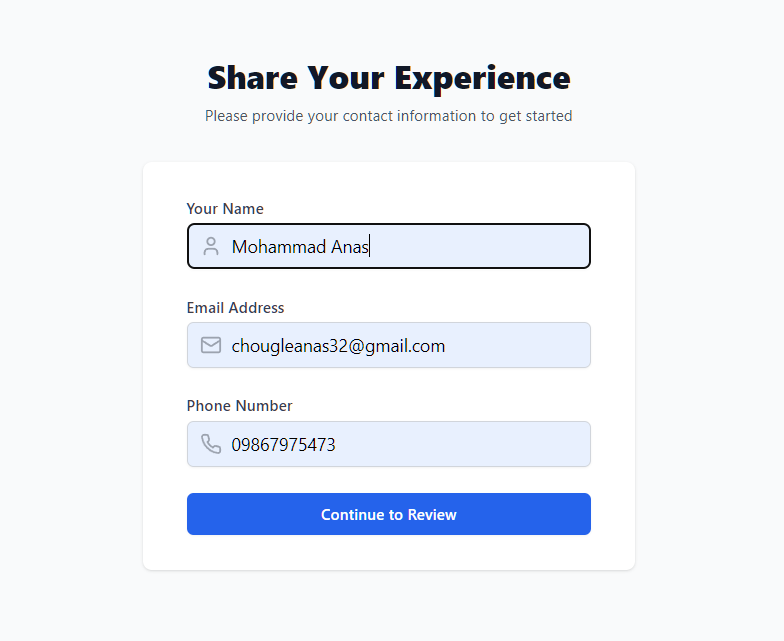 Share Your Experience
Please provide your contact information to get started
Your Name
Mohammad Anas
Email Address
chougleanas32@gmail.com
Phone Number
09867975473
Continue to Review